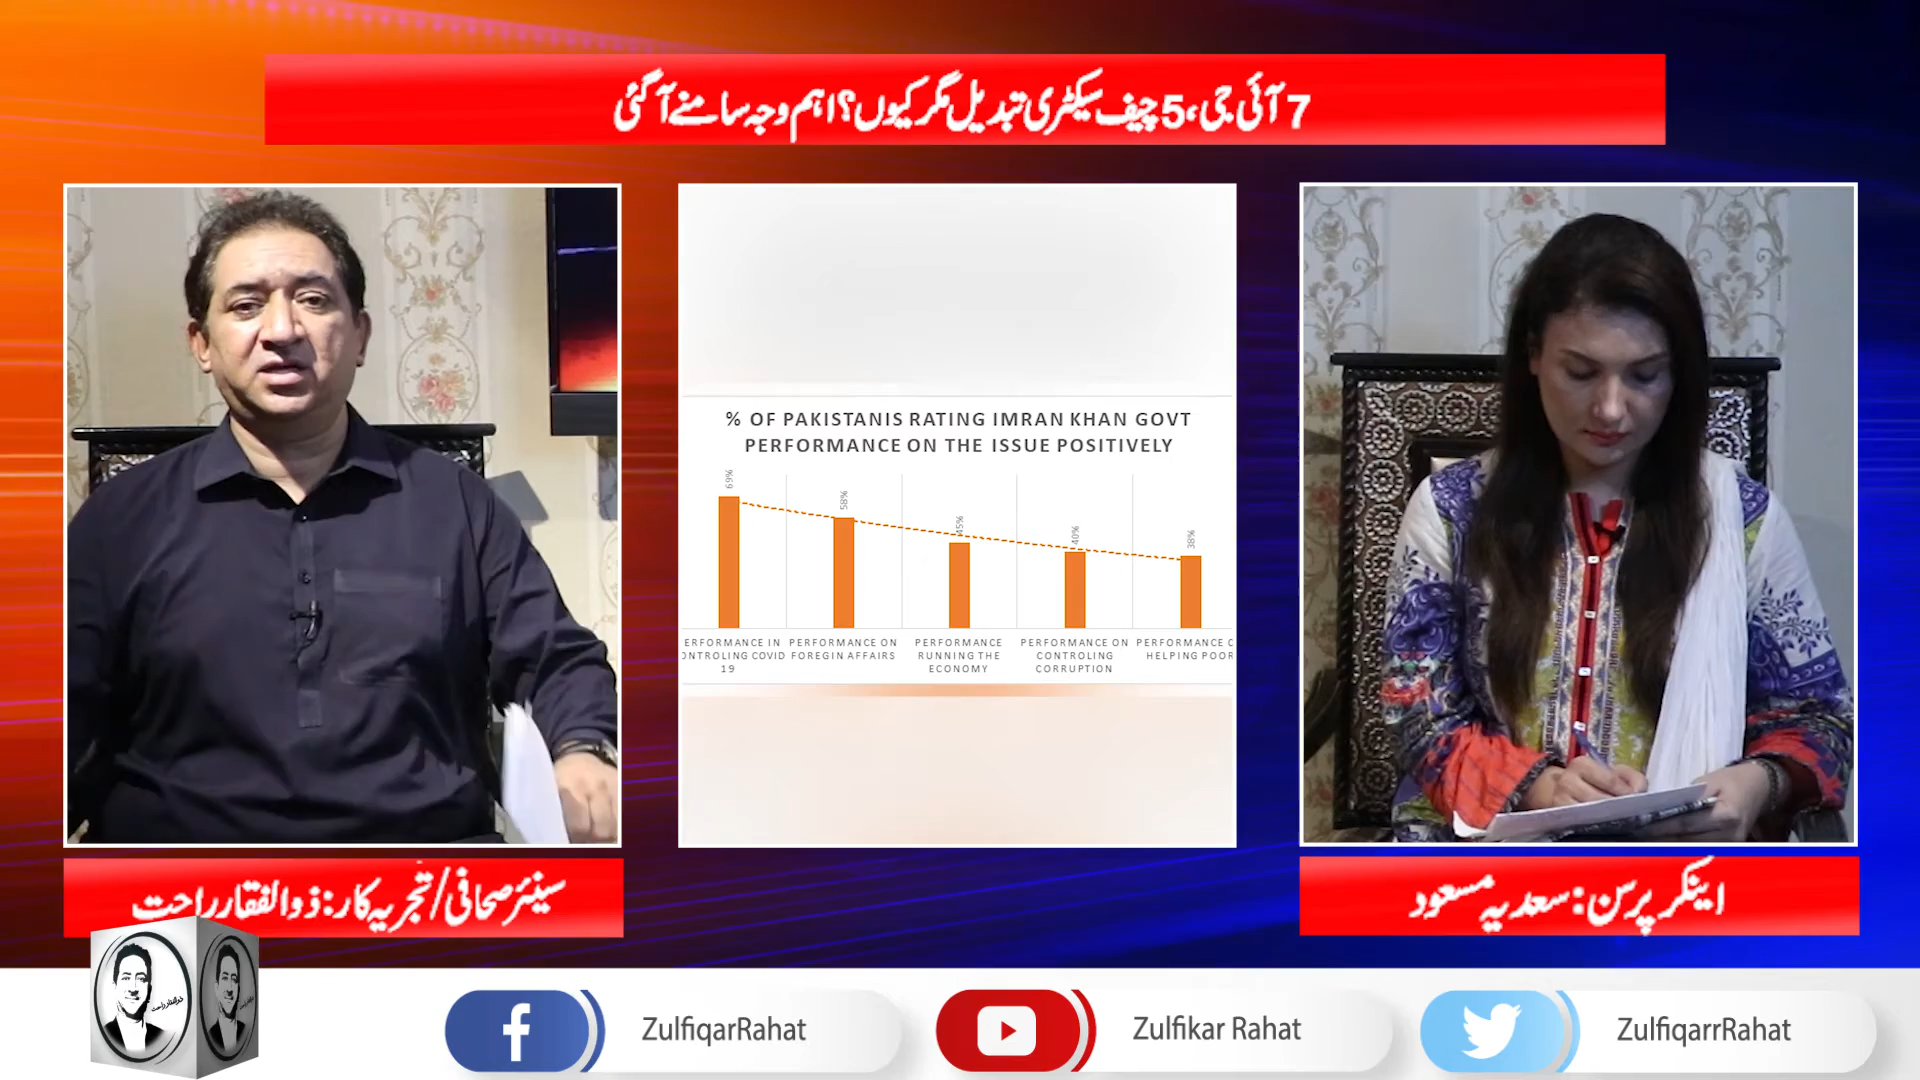 7 آئی جی، 5 چیف سیکٹری تبدیل مگر کیوں؟ اہم وجہ سامنے آگئی
% OF PAKISTANIS RATING IMRAN KHAN GOVT
PERFORMANCE ON THE ISSUE POSITIVELY
69%
58%
45%
40%
38%
ERFORMANCE IN
ONTROLING COVID
19
PERFORMANCE ON
FOREGIN AFFAIRS
PERFORMANCE
RUNNING THE
ECONOMY
PERFORMANCE ON
CONTROLING
CORRUPTION
PERFORMANCE
HELPING POOR
سینئر صحافی/تجزیہ کار: ذوالفقار راحت
اینکر پرسن: سعدیہ مسعود
ZulfiqarRahat
Zulfikar Rahat
ZulfiqarrRahat